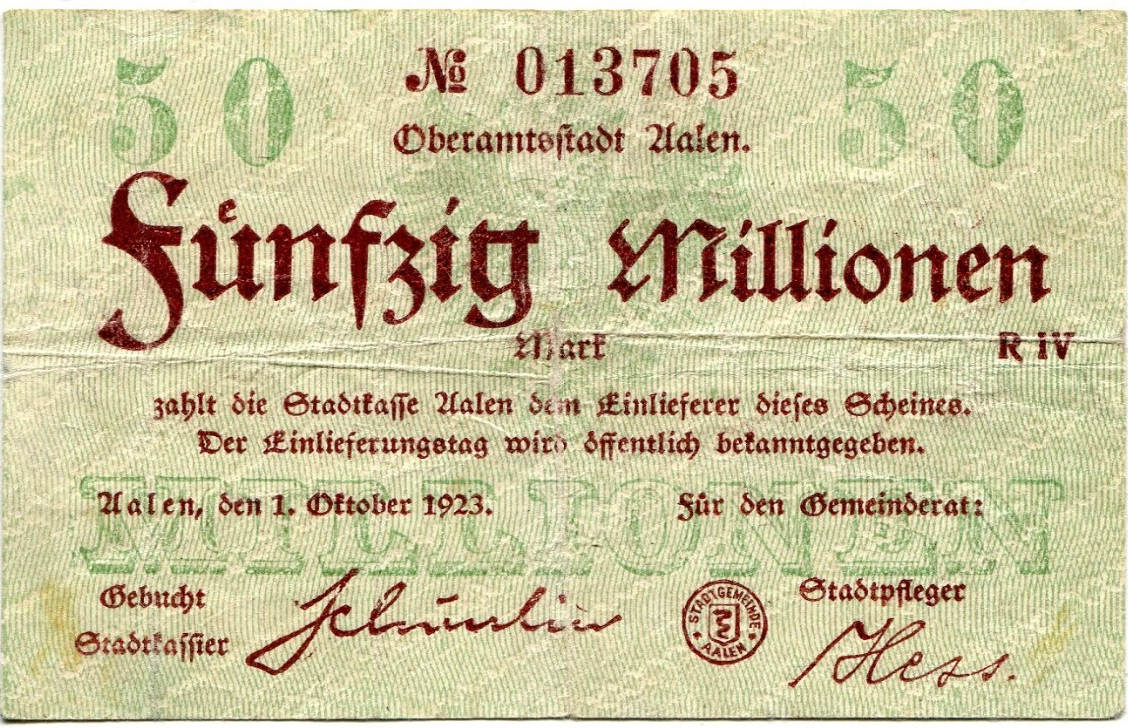 50 № 013705 50
Oberamtsstadt Aalen.
Fünfzig Millionen
Mark R IV
zahlt die Stadtkasse Aalen dem Einlieferer dieses Scheines.
Der Einlieferungstag wird öffentlich bekanntgegeben.
MILLIONEN
Aalen, den 1. Oktober 1923. Für den Gemeinderat:
Gebucht
Stadtkassier
STADTGEMEINDE
AALEN
Stadtpfleger
Hess.